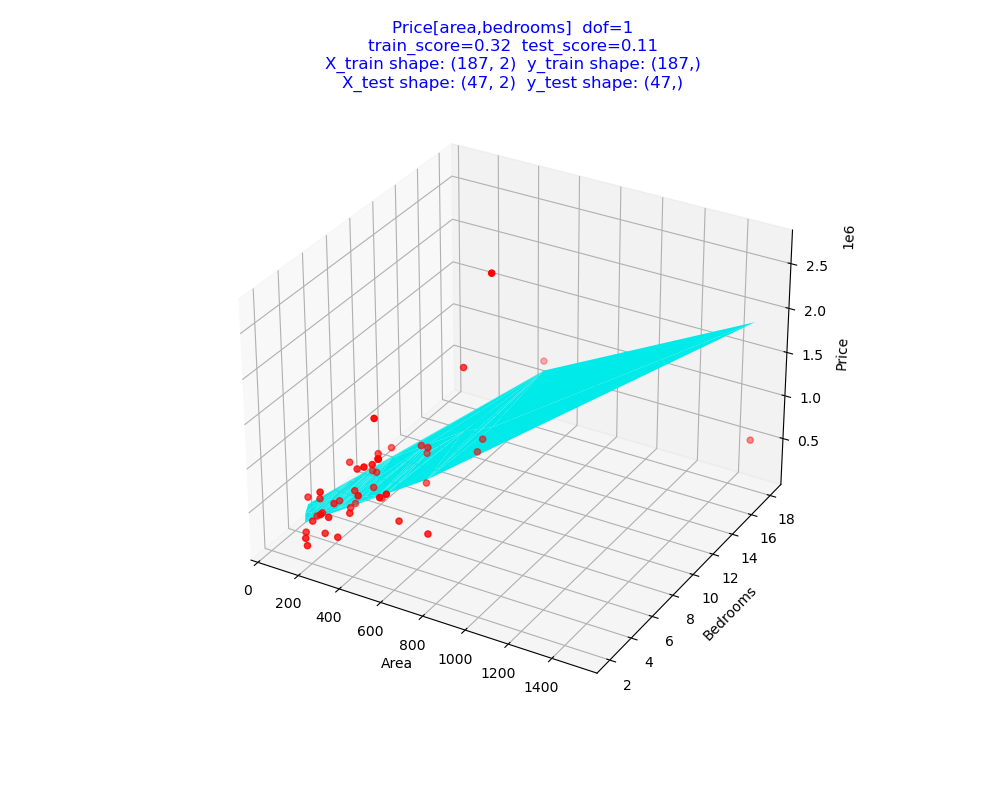 Price[area,bedrooms]  dof=1
train_score=0.32  test_score=0.11
X_train shape: (187, 2)  y_train shape: (187,)
X_test shape: (47, 2)  y_test shape: (47,)
1e6
2.5
2.0
1.5
1.0
0.5
Price
18
16
14
12
10
8
6
4
2
Bedrooms
0
200
400
600
800
1000
1200
1400
Area